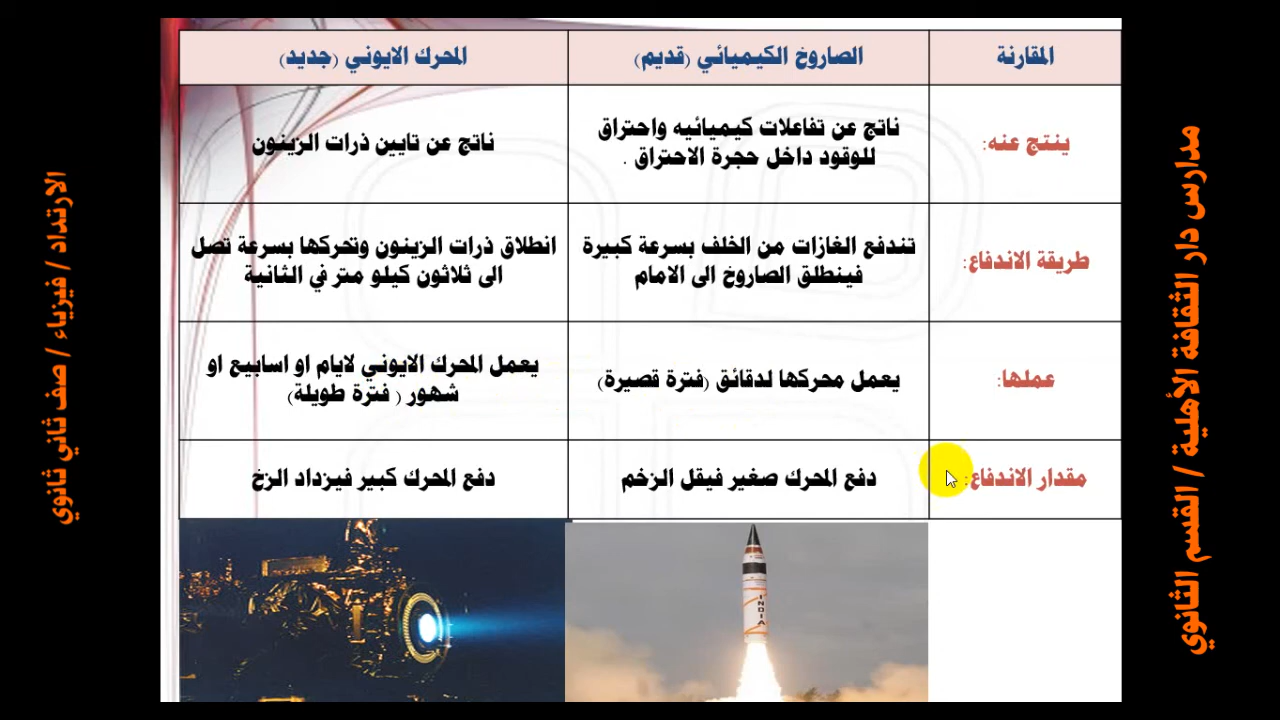 المقارنة
الصاروخ الكيميائي (قديم)
المحرك الايوني (جديد)
ينتج عنه:
ناتج عن تفاعلات كيميائيه واحتراق
للوقود داخل حجرة الاحتراق .
ناتج عن تايين ذرات الزينون
طريقة الاندفاع:
تندفع الغازات من الخلف بسرعة كبيرة
فينطلق الصاروخ الى الامام
انطلاق ذرات الزينون وتحركها بسرعة تصل
الى ثلاثون كيلو متر في الثانية
عملها:
يعمل محركها لدقائق (فترة قصيرة)
يعمل المحرك الايوني لايام او اسابيع او
شهور ( فترة طويلة)
مقدار الاندفاع:
دفع المحرك صغير فيقل الزخم
دفع المحرك كبير فيزداد الزخ
INDIA
مدارس دار الثقافة الأهلية / القسم الثانوي
الارتداد / فيزياء / صف ثاني ثانوي